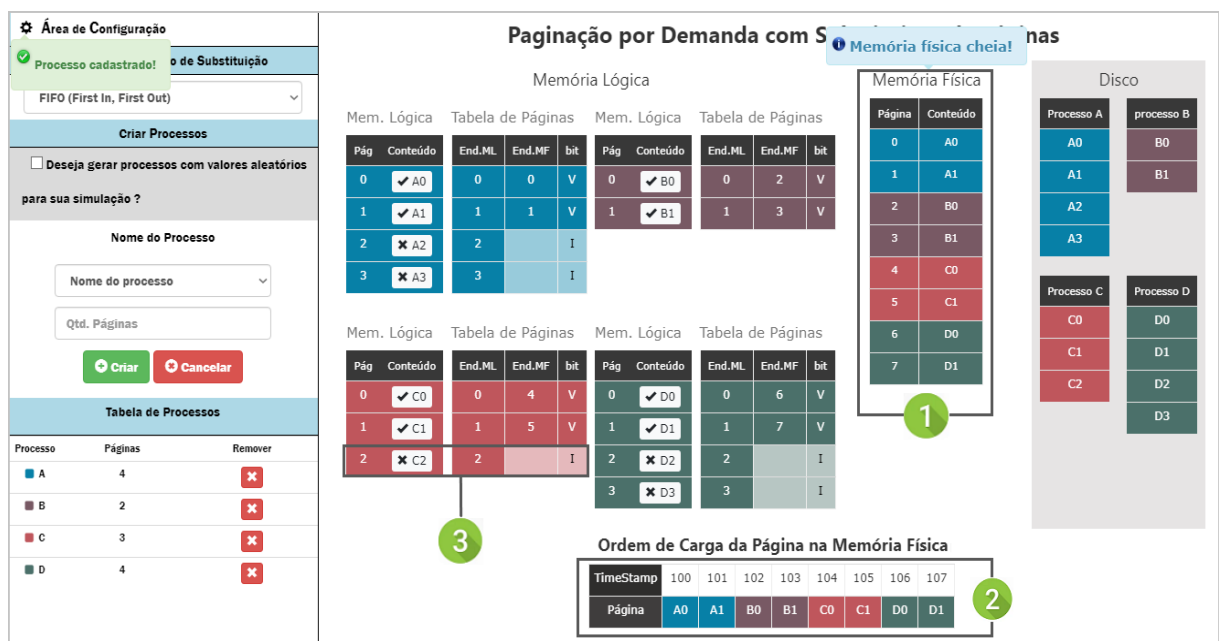 Área de Configuração
Processo cadastrado!
o de Substituição
FIFO (First In, First Out)
Criar Processos
Deseja gerar processos com valores aleatórios
para sua simulação ?
Nome do Processo
Nome do processo
Qtd. Páginas
Criar Cancelar
Tabela de Processos
Processo Páginas Remover
A 4
B 2
C 3
D 4
Paginação por Demanda com S nas
Memória física cheia!
Memória Lógica
Mem. Lógica Tabela de Páginas Mem. Lógica Tabela de Páginas
Pág Conteúdo End.ML End.MF bit Pág Conteúdo End.ML End.MF bit
0 A0 0 0 V 0 B0 0 2 V
1 A1 1 1 V 1 B1 1 3 V
2 A2 2 I
3 A3 3 I
Mem. Lógica Tabela de Páginas Mem. Lógica Tabela de Páginas
Pág Conteúdo End.ML End.MF bit Pág Conteúdo End.ML End.MF bit
0 C0 0 4 V 0 D0 0 6 V
1 C1 1 5 V 1 D1 1 7 V
2 C2 2 I 2 D2 2 I
3 D3 3 I
3
Memória Física
Página Conteúdo
0 A0
1 A1
2 B0
3 B1
4 C0
5 C1
6 D0
7 D1
1
Disco
Processo A processo B
A0 B0
A1 B1
A2
A3
Processo C Processo D
C0 D0
C1 D1
C2 D2
D3
Ordem de Carga da Página na Memória Física
TimeStamp 100 101 102 103 104 105 106 107
Página A0 A1 B0 B1 C0 C1 D0 D1
2